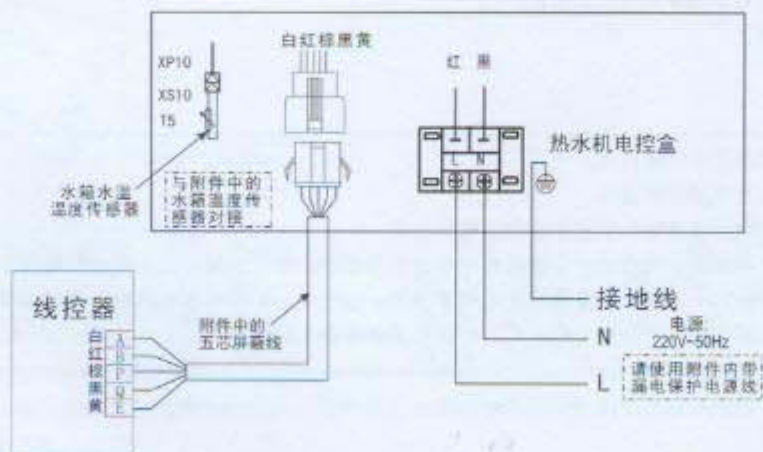 白红棕黑黄
XP10
XS10
T5
红 黑
L N
热水机电控盒
水箱水温
温度传感器
与附件中的
水箱温度传
感器对接
线控器
白 A
红 B
棕 P
黑 Q
黄 E
附件中的
五芯屏蔽线
接地线
N
电源:
220V~50Hz
L
请使用附件内带
漏电保护电源线